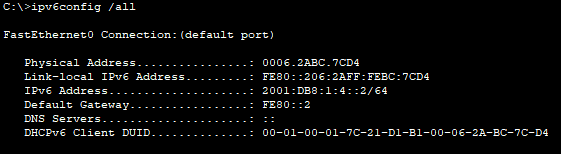 C:\>ipv6config /all
FastEthernet0 Connection:(default port)
Physical Address................: 0006.2ABC.7CD4
Link-local IPv6 Address.........: FE80::206:2AFF:FEBC:7CD4
IPv6 Address....................: 2001:DB8:1:4::2/64
Default Gateway.................: FE80::2
DNS Servers.....................: ::
DHCPv6 Client DUID..............: 00-01-00-01-7C-21-D1-B1-00-06-2A-BC-7C-D4